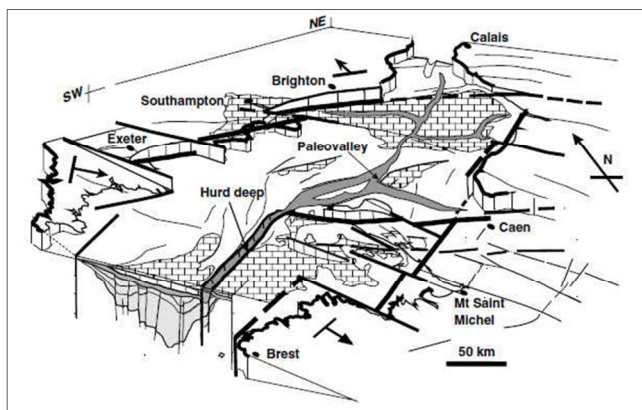 NE
Calais
Brighton
SW
Southampton
Exeter
Paleovalley
N
Hurd deep
Caen
Mt Saint
Michel
50 km
Brest